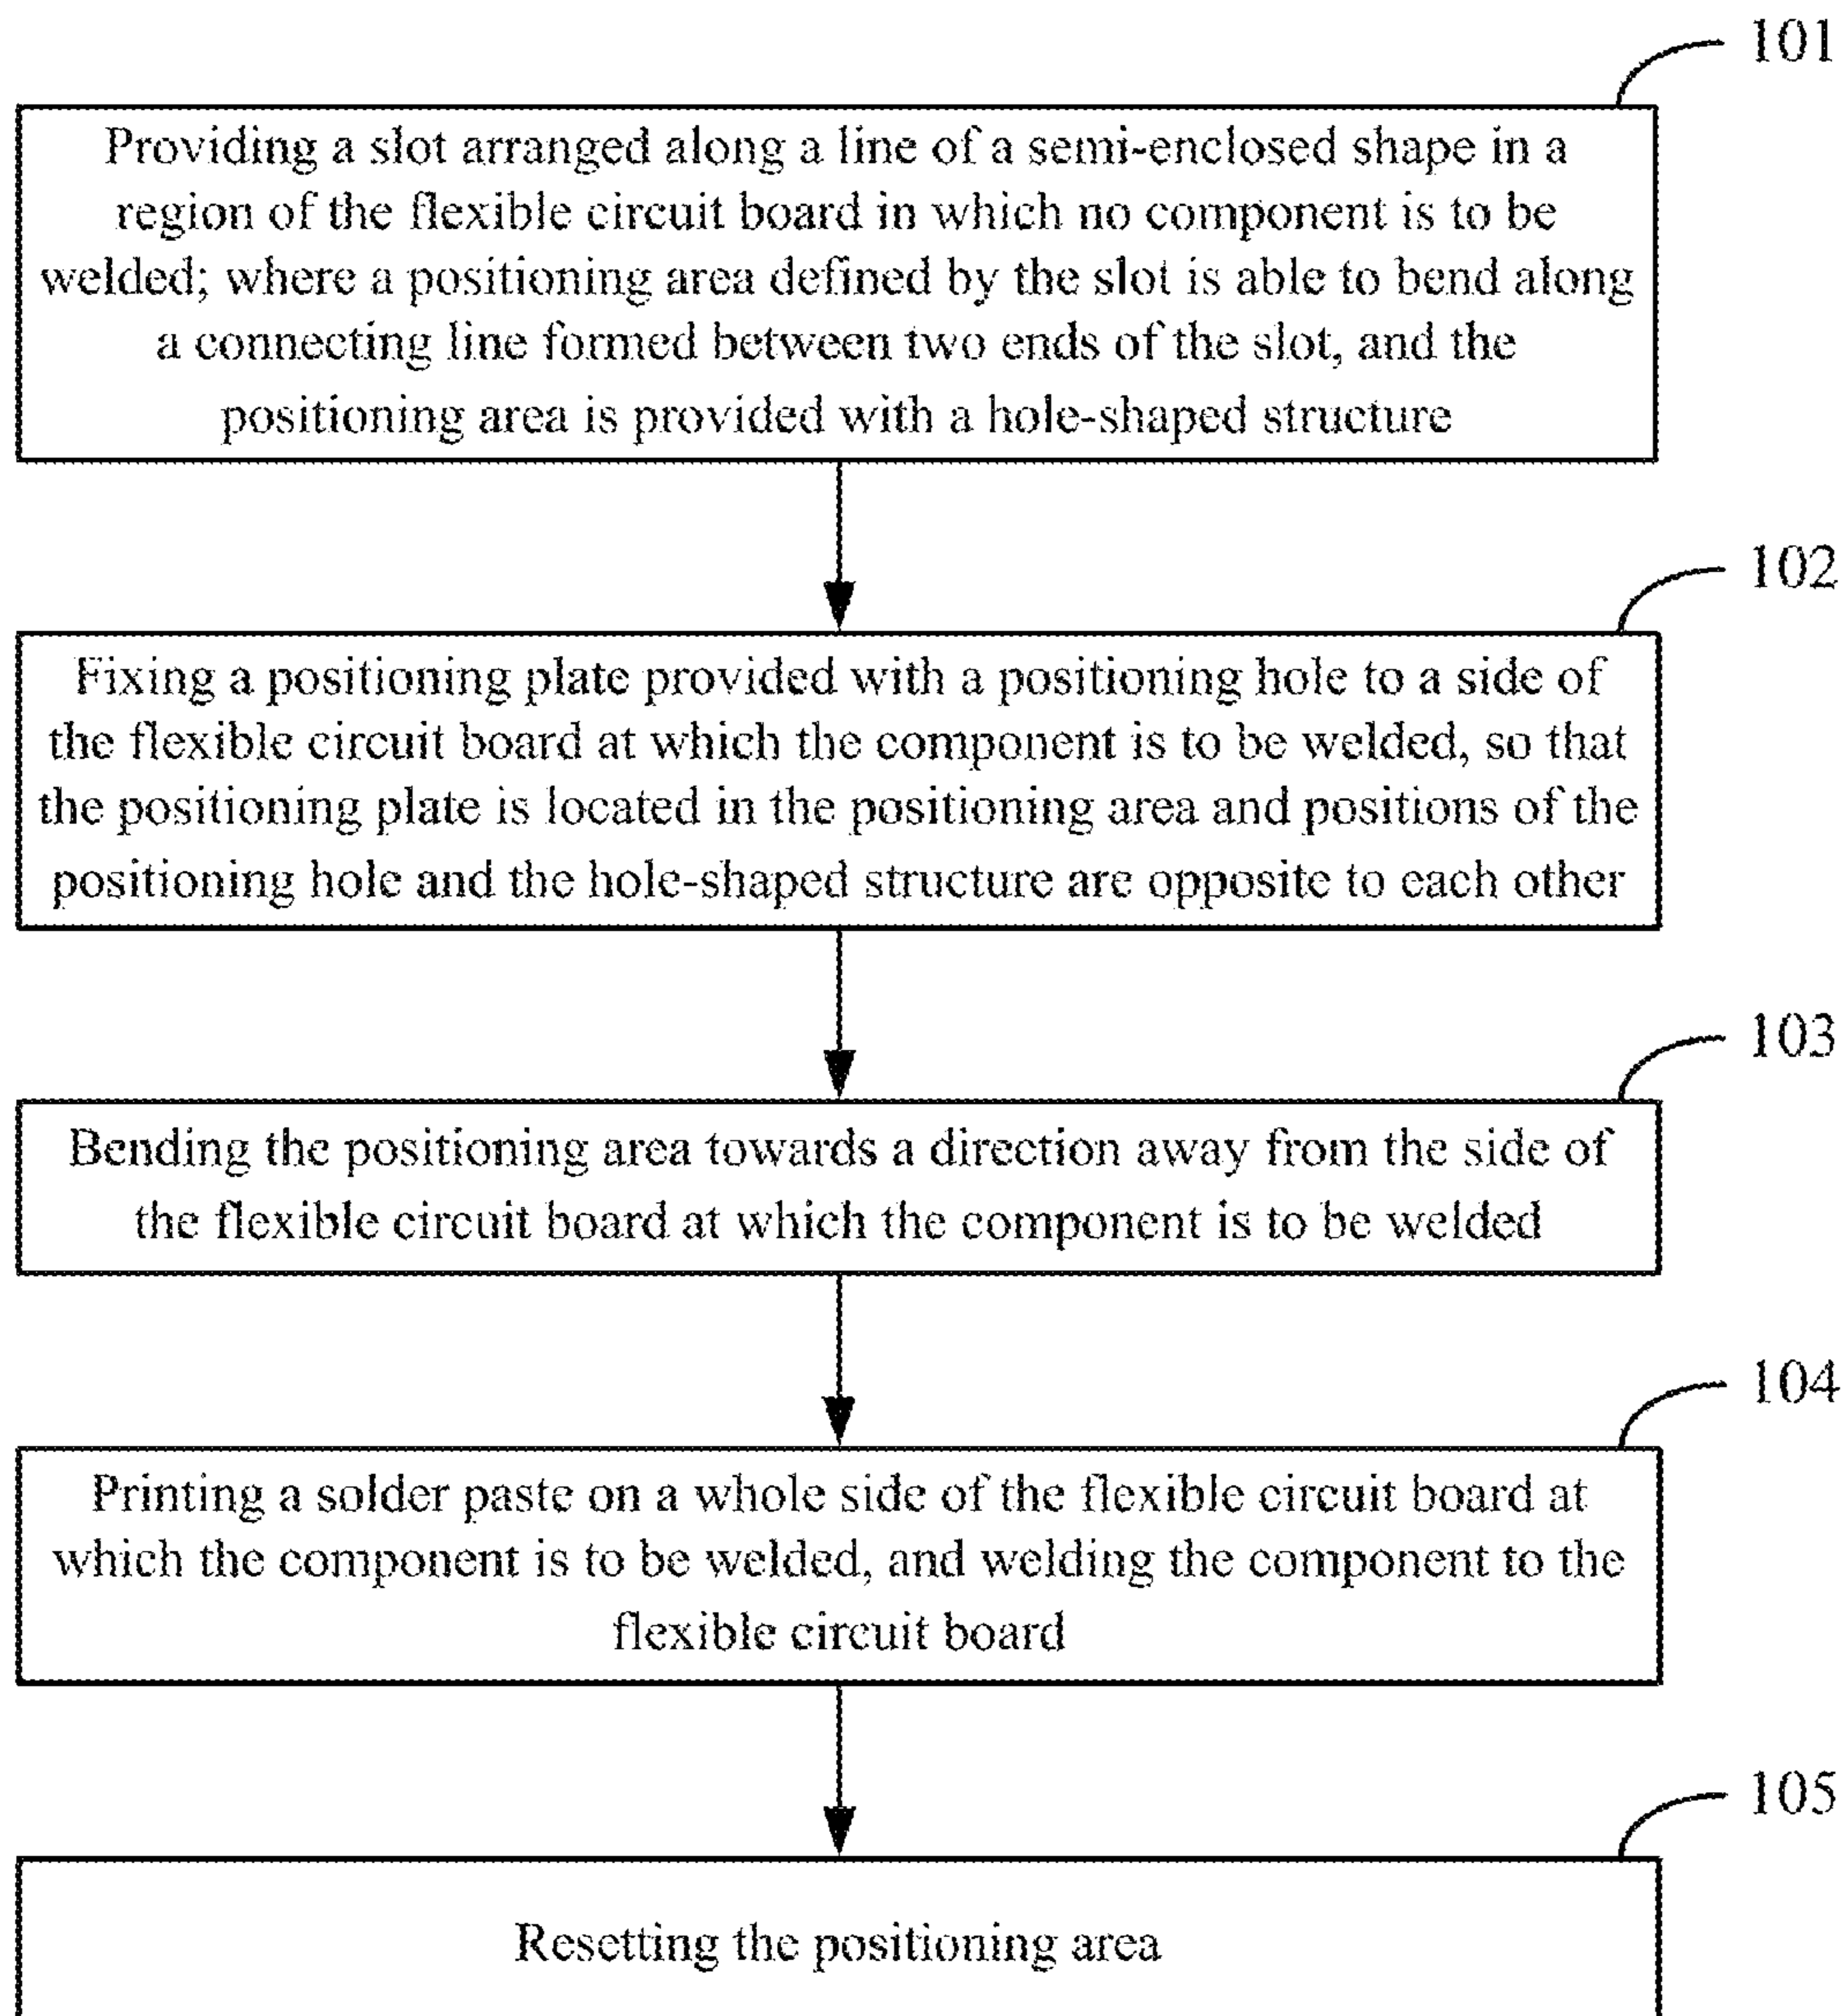 101
Providing a slot arranged along a line of a semi-enclosed shape in a
region of the flexible circuit board in which no component is to be
welded; where a positioning area defined by the slot is able to bend along
a connecting line formed between two ends of the slot, and the
positioning area is provided with a hole-shaped structure
102
Fixing a positioning plate provided with a positioning hole to a side of
the flexible circuit board at which the component is to be welded, so that
the positioning plate is located in the positioning area and positions of the
positioning hole and the hole-shaped structure are opposite to each other
103
Bending the positioning area towards a direction away from the side of
the flexible circuit board at which the component is to be welded
104
Printing a solder paste on a whole side of the flexible circuit board at
which the component is to be welded, and welding the component to the
flexible circuit board
105
Resetting the positioning area